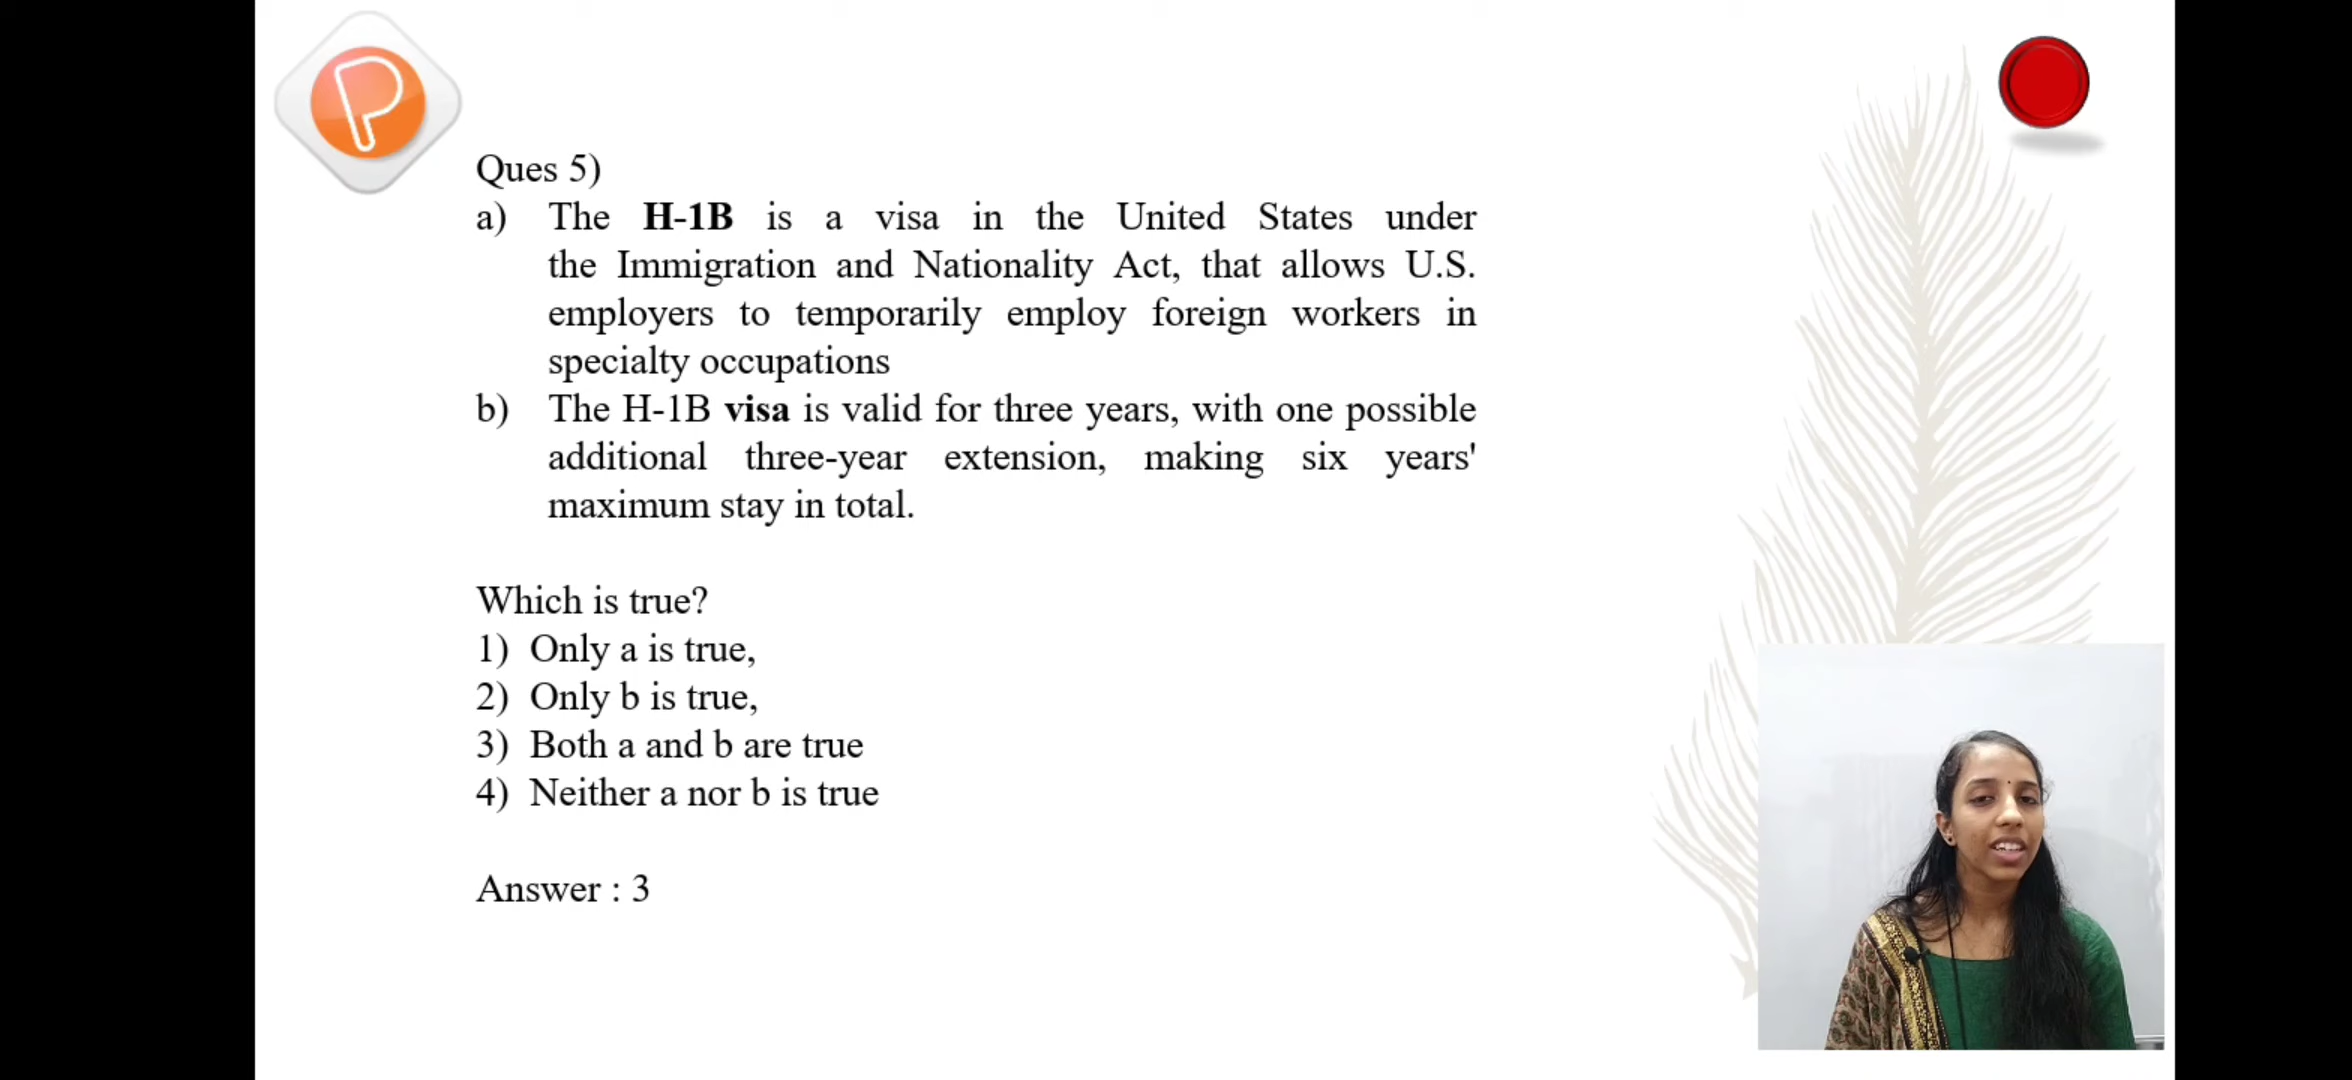 Ques 5)
a) The H-1B is a visa in the United States under
the Immigration and Nationality Act, that allows U.S.
employers to temporarily employ foreign workers in
specialty occupations
b) The H-1B visa is valid for three years, with one possible
additional three-year extension, making six years'
maximum stay in total.
Which is true?
1) Only a is true,
2) Only b is true,
3) Both a and b are true
4) Neither a nor b is true
Answer : 3